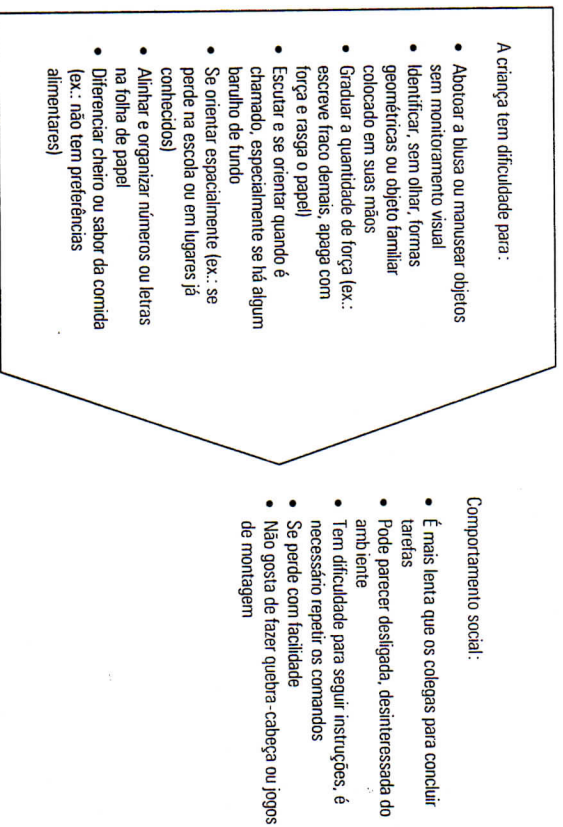 A criança tem dificuldade para:
• Abotoar a blusa ou manusear objetos
sem monitoramento visual
• Identificar, sem olhar, formas
geométricas ou objeto familiar
colocado em suas mãos
• Graduar a quantidade de força (ex.:
escreve fraco demais, apaga com
força e rasga o papel)
• Escutar e se orientar quando é
chamado, especialmente se há algum
barulho de fundo
• Se orientar espacialmente (ex.: se
perde na escola ou em lugares já
conhecidos)
• Alinhar e organizar números ou letras
na folha de papel
• Diferenciar cheiro ou sabor da comida
(ex.: não tem preferências
alimentares)
Comportamento social:
• É mais lenta que os colegas para concluir
tarefas
• Pode parecer desligada, desinteressada do
amb iente
• Tem dificuldade para seguir instruções, é
necessário repetir os comandos
• Se perde com facilidade
• Não gosta de fazer quebra-cabeça ou jogos
de montagem